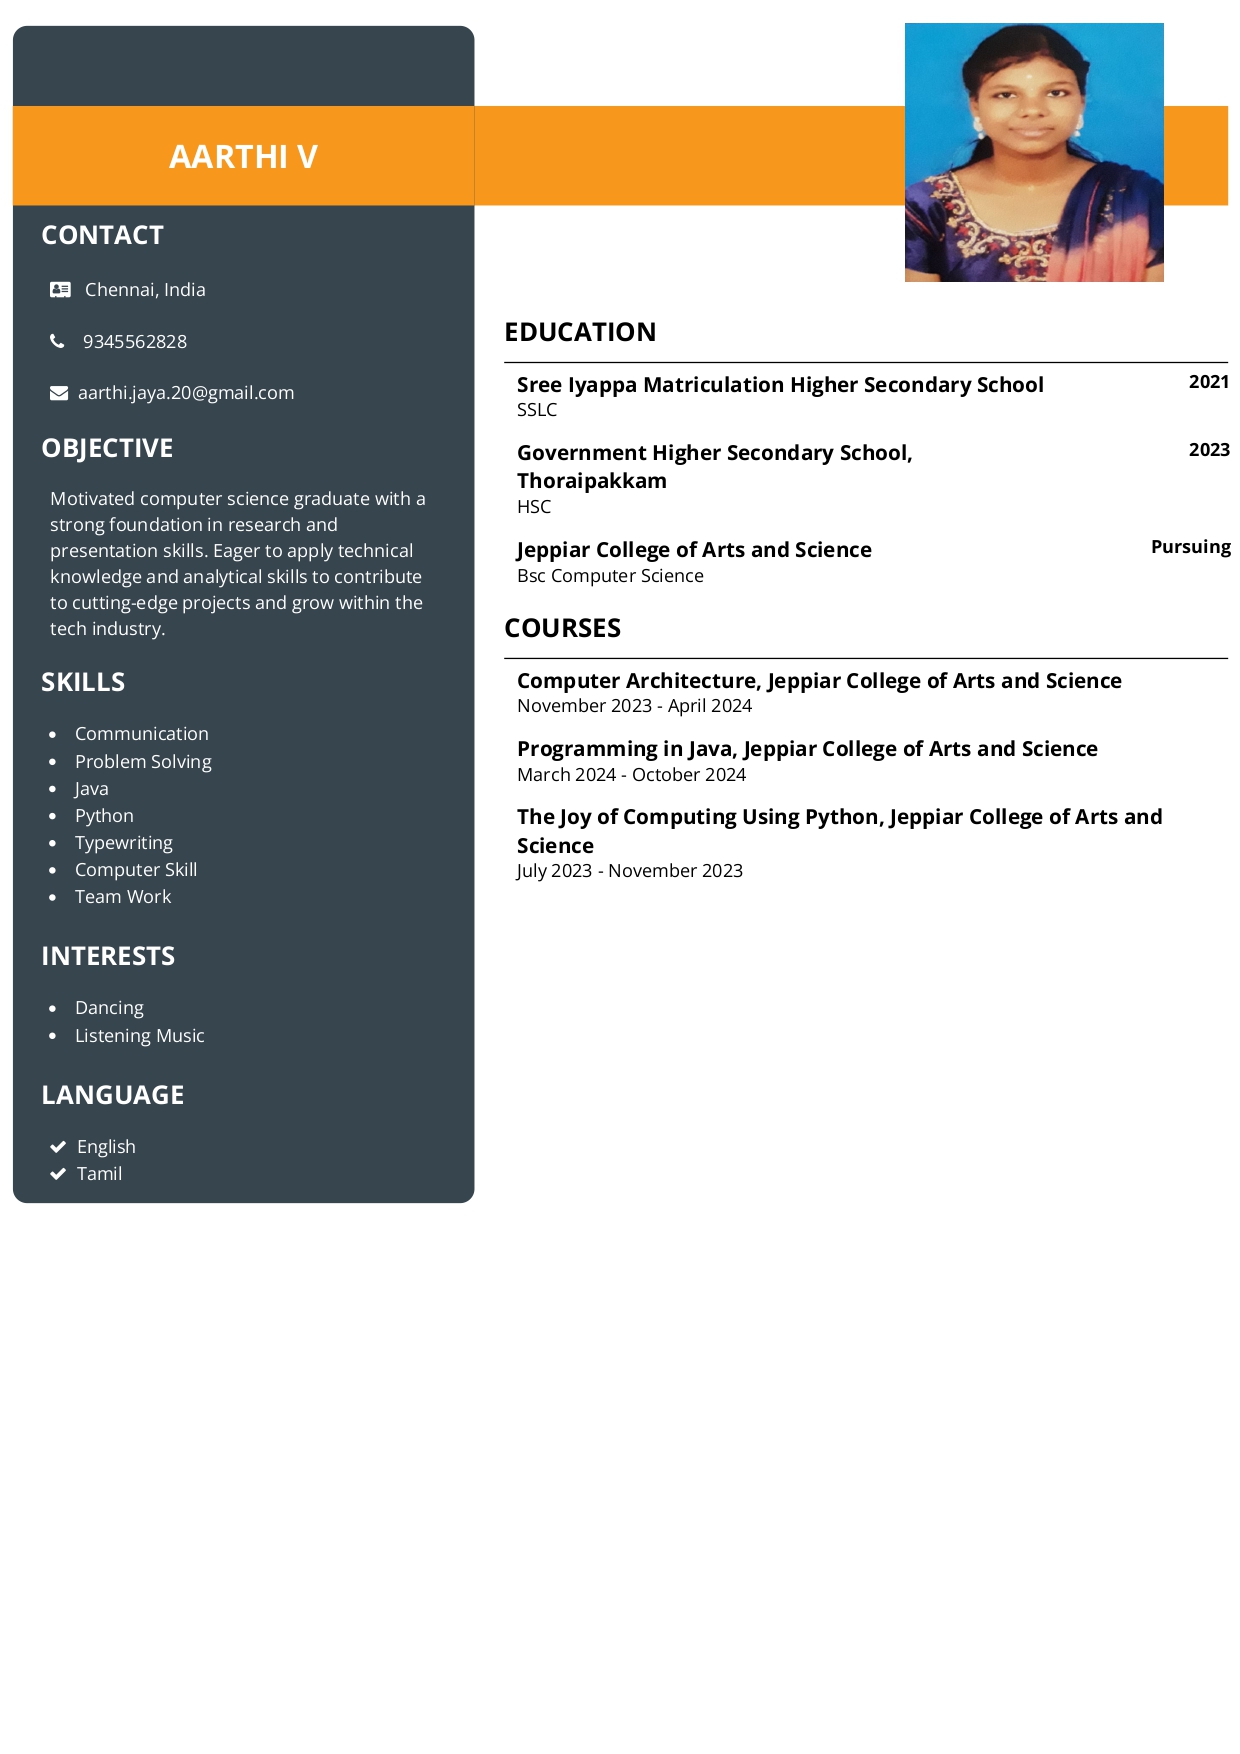 AARTHI V
CONTACT
Chennai, India
9345562828
aarthi.jaya.20@gmail.com
OBJECTIVE
Motivated computer science graduate with a
strong foundation in research and
presentation skills. Eager to apply technical
knowledge and analytical skills to contribute
to cutting-edge projects and grow within the
tech industry.
SKILLS
Communication
Problem Solving
Java
Python
Typewriting
Computer Skill
Team Work
INTERESTS
Dancing
Listening Music
LANGUAGE
English
Tamil
EDUCATION
Sree Iyappa Matriculation Higher Secondary School 2021
SSLC
Government Higher Secondary School, 2023
Thoraipakkam
HSC
Jeppiar College of Arts and Science Pursuing
Bsc Computer Science
COURSES
Computer Architecture, Jeppiar College of Arts and Science
November 2023 - April 2024
Programming in Java, Jeppiar College of Arts and Science
March 2024 - October 2024
The Joy of Computing Using Python, Jeppiar College of Arts and
Science
July 2023 - November 2023